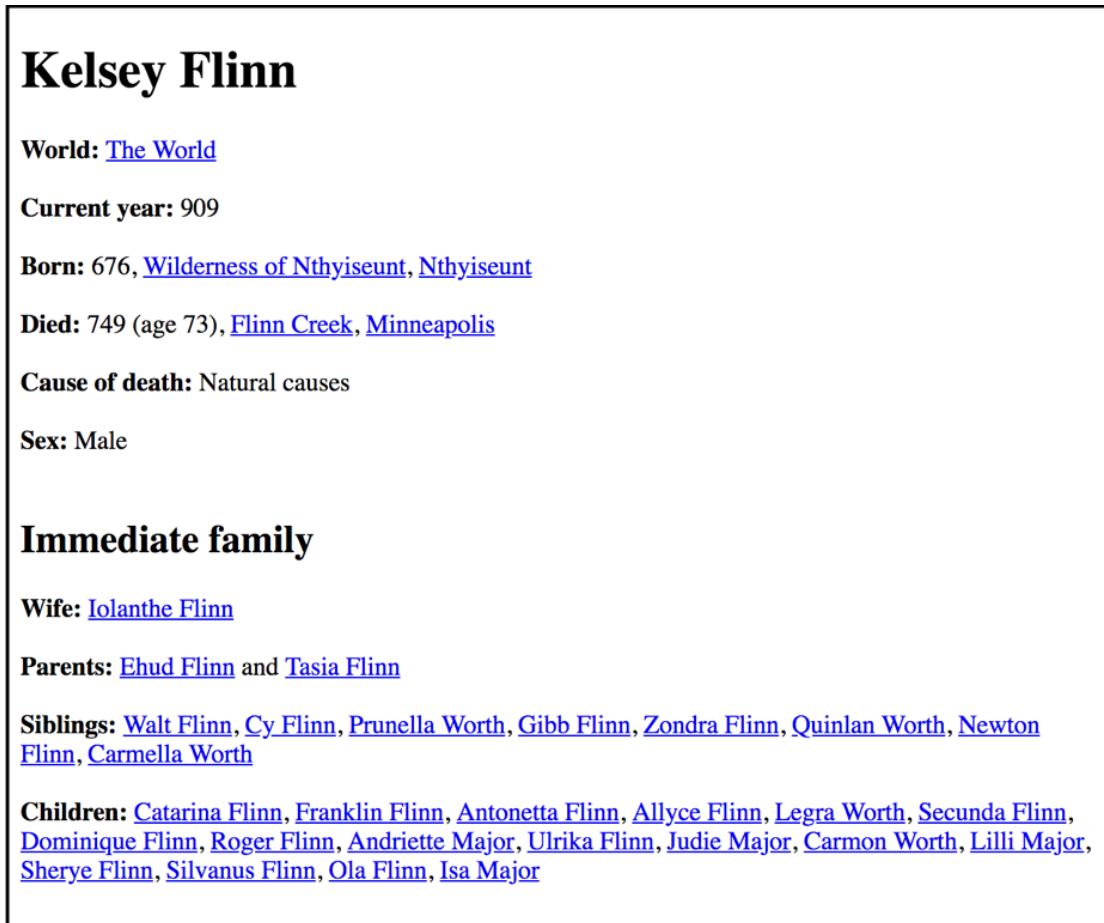 Kelsey Flinn
World: The World
Current year: 909
Born: 676, Wilderness of Nthyiseunt, Nthyiseunt
Died: 749 (age 73), Flinn Creek, Minneapolis
Cause of death: Natural causes
Sex: Male
Immediate family
Wife: Iolanthe Flinn
Parents: Ehud Flinn and Tasia Flinn
Siblings: Walt Flinn, Cy Flinn, Prunella Worth, Gibb Flinn, Zondra Flinn, Quinlan Worth, Newton
Flinn, Carmella Worth
Children: Catarina Flinn, Franklin Flinn, Antonetta Flinn, Allyce Flinn, Legra Worth, Secunda Flinn,
Dominique Flinn, Roger Flinn, Andriette Major, Ulrika Flinn, Judie Major, Carmon Worth, Lilli Major,
Sherye Flinn, Silvanus Flinn, Ola Flinn, Isa Major